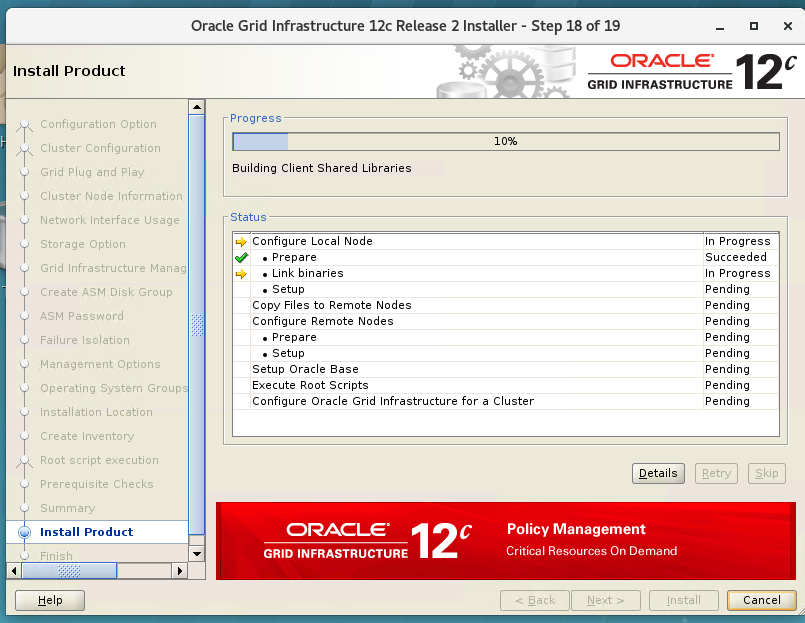 Oracle Grid Infrastructure 12c Release 2 Installer - Step 18 of 19
Install Product
ORACLE
GRID INFRASTRUCTURE 12c
Configuration Option
Cluster Configuration
Grid Plug and Play
Cluster Node Information
Network Interface Usage
Storage Option
Grid Infrastructure Manag
Create ASM Disk Group
ASM Password
Failure Isolation
Management Options
Operating System Groups
Installation Location
Create Inventory
Root script execution
Prerequisite Checks
Summary
Install Product
Finish
Progress
10%
Building Client Shared Libraries
Status
Configure Local Node In Progress
• Prepare Succeeded
• Link binaries In Progress
• Setup Pending
Copy Files to Remote Nodes Pending
Configure Remote Nodes Pending
• Prepare Pending
• Setup Pending
Setup Oracle Base Pending
Execute Root Scripts Pending
Configure Oracle Grid Infrastructure for a Cluster Pending
Details Retry Skip
ORACLE
GRID INFRASTRUCTURE 12c
Policy Management
Critical Resources On Demand
Help < Back Next > Install Cancel